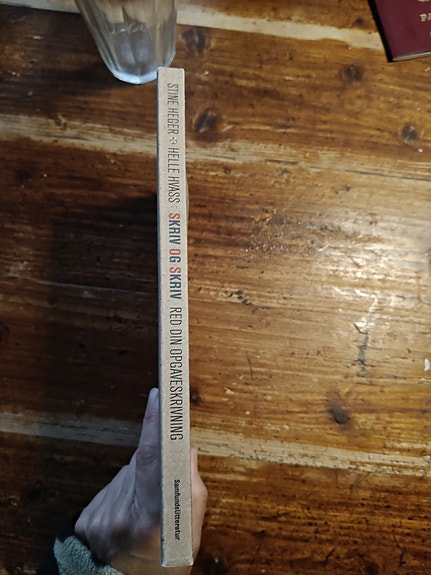 STINE HEGER * HELLE HVASS SKRIV OG SKRIV RED DIN OPGAVESKRIVNING
Samfundslitteratur